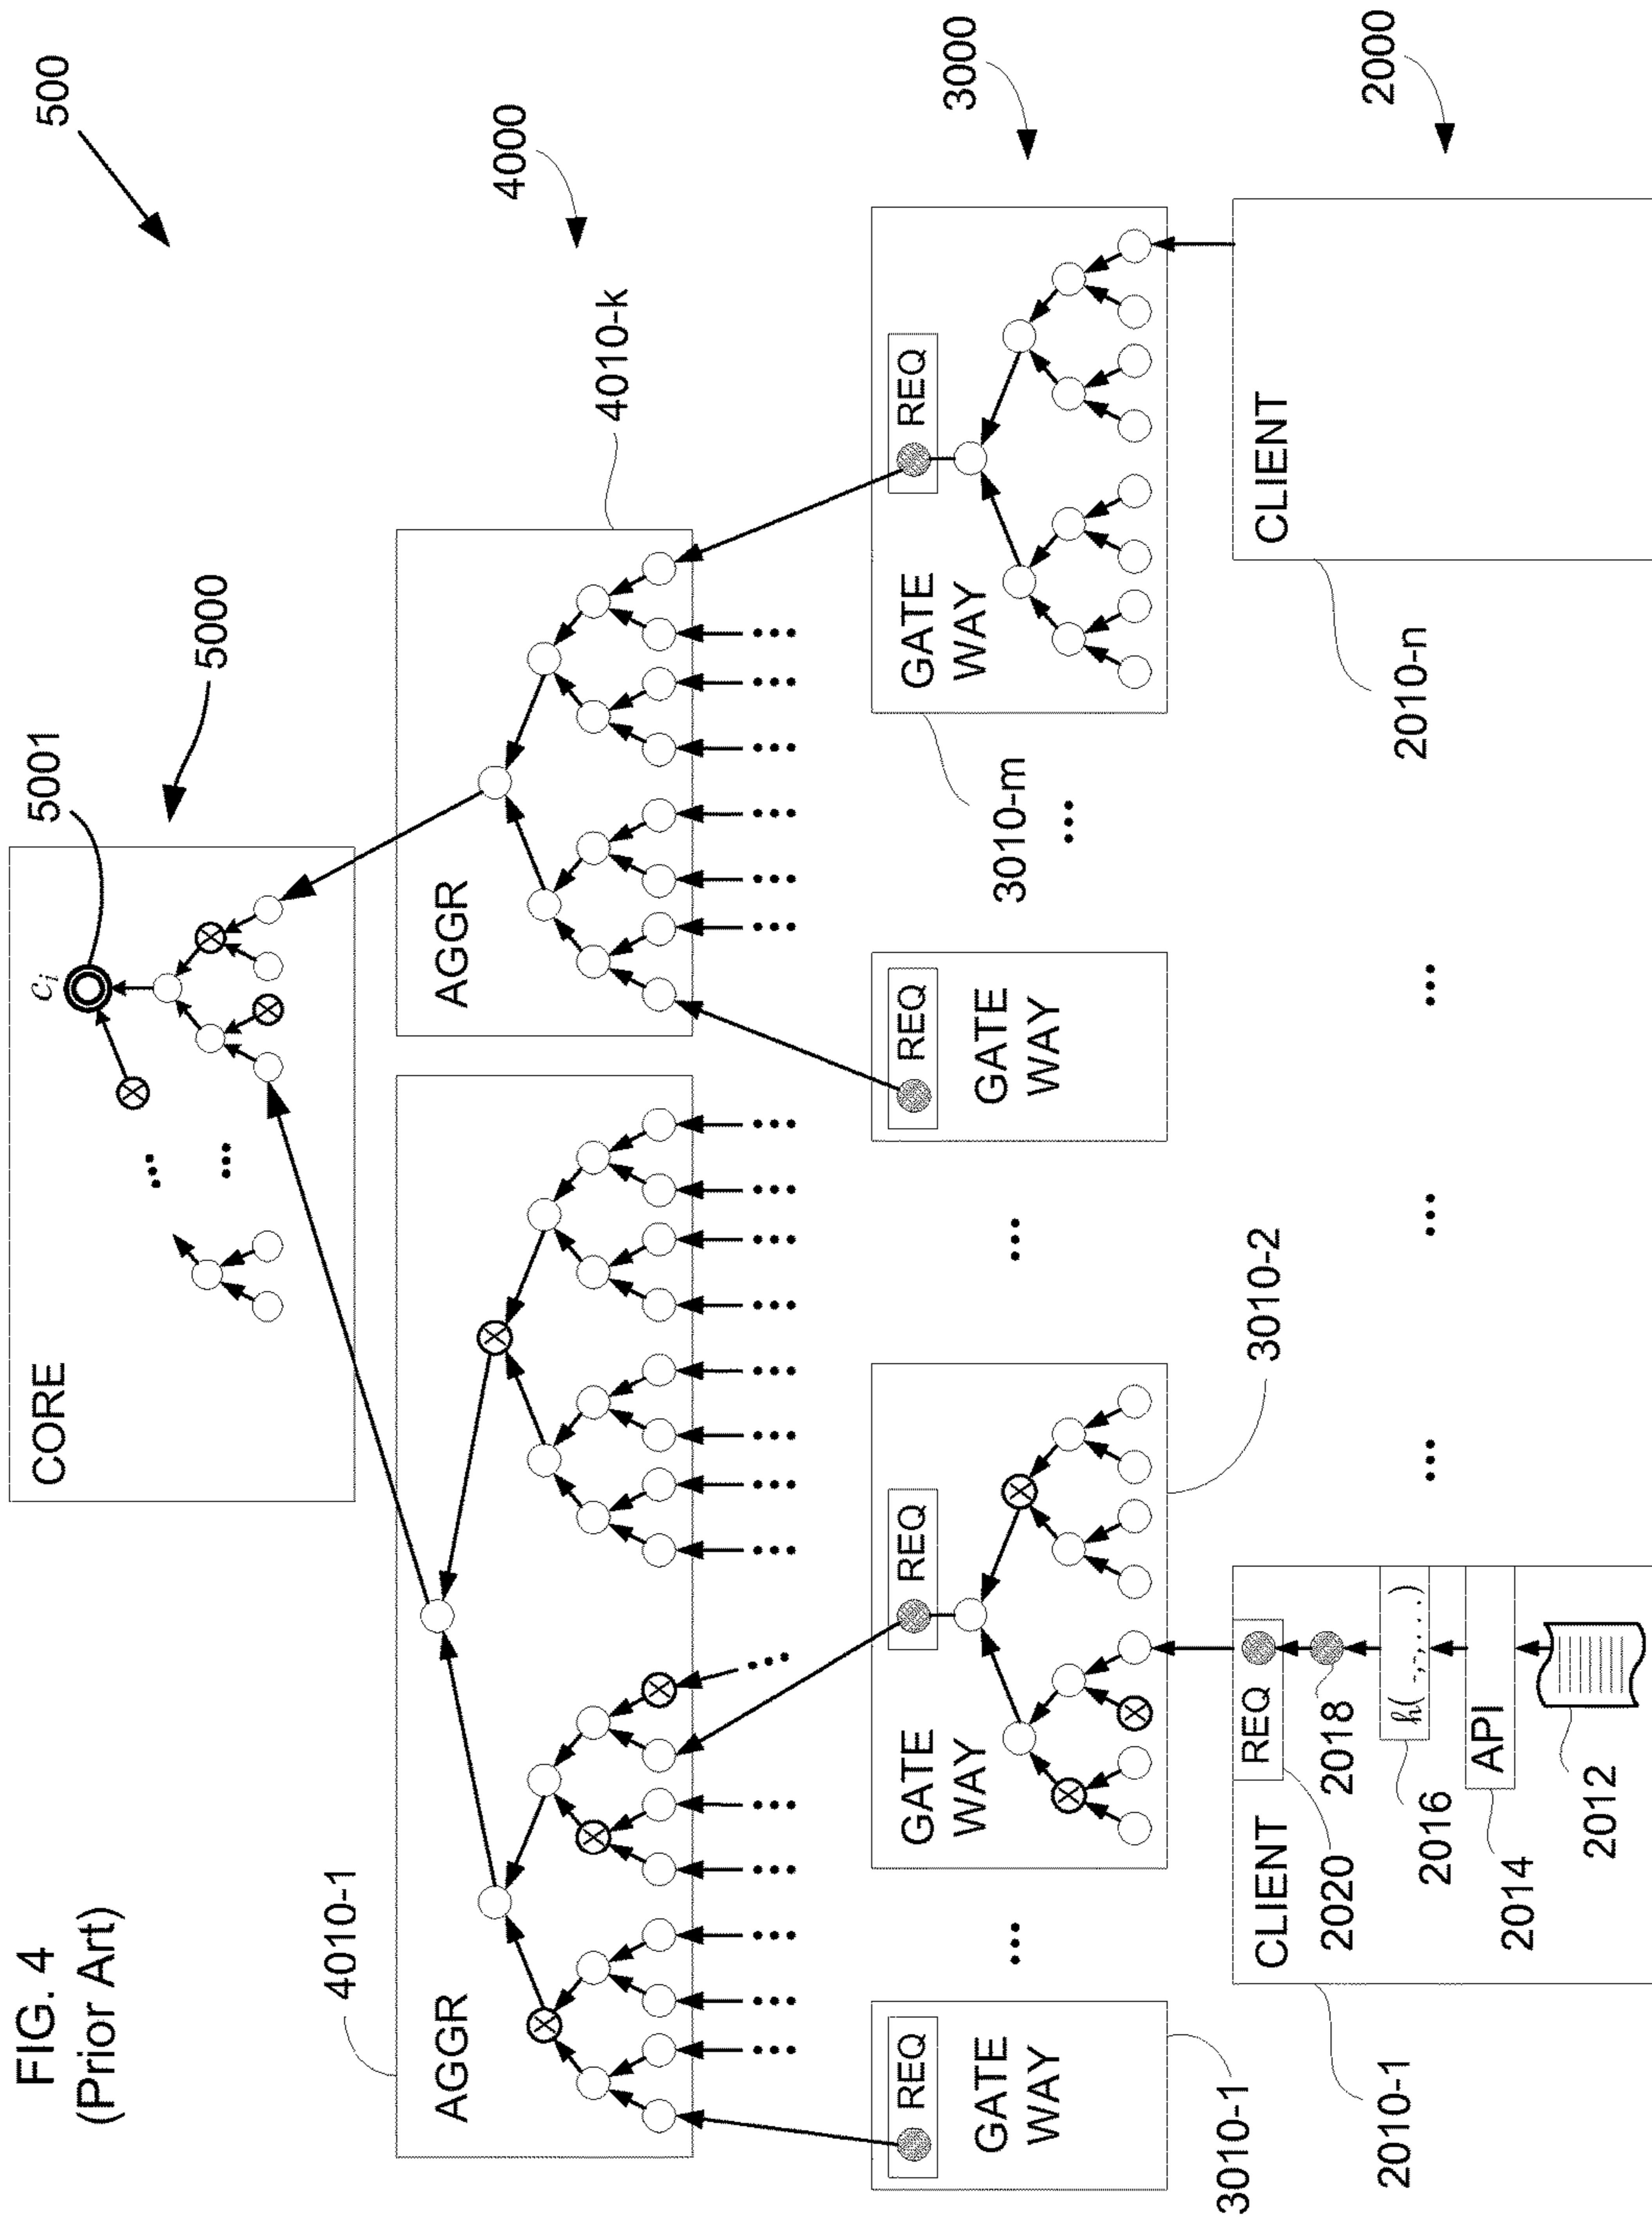 FIG. 4
(Prior Art)
500
CORE
c_i
5001
5000
4010-1
AGGR
AGGR
4010-k
4000
REQ
GATE
WAY
3010-1
...
REQ
GATE
WAY
3010-2
...
REQ
GATE
WAY
...
3010-m
REQ
GATE
WAY
3000
CLIENT
2010-1
REQ
2020
2018
h(-,-,...)
2016
API
2014
2012
...
...
...
CLIENT
2010-n
2000